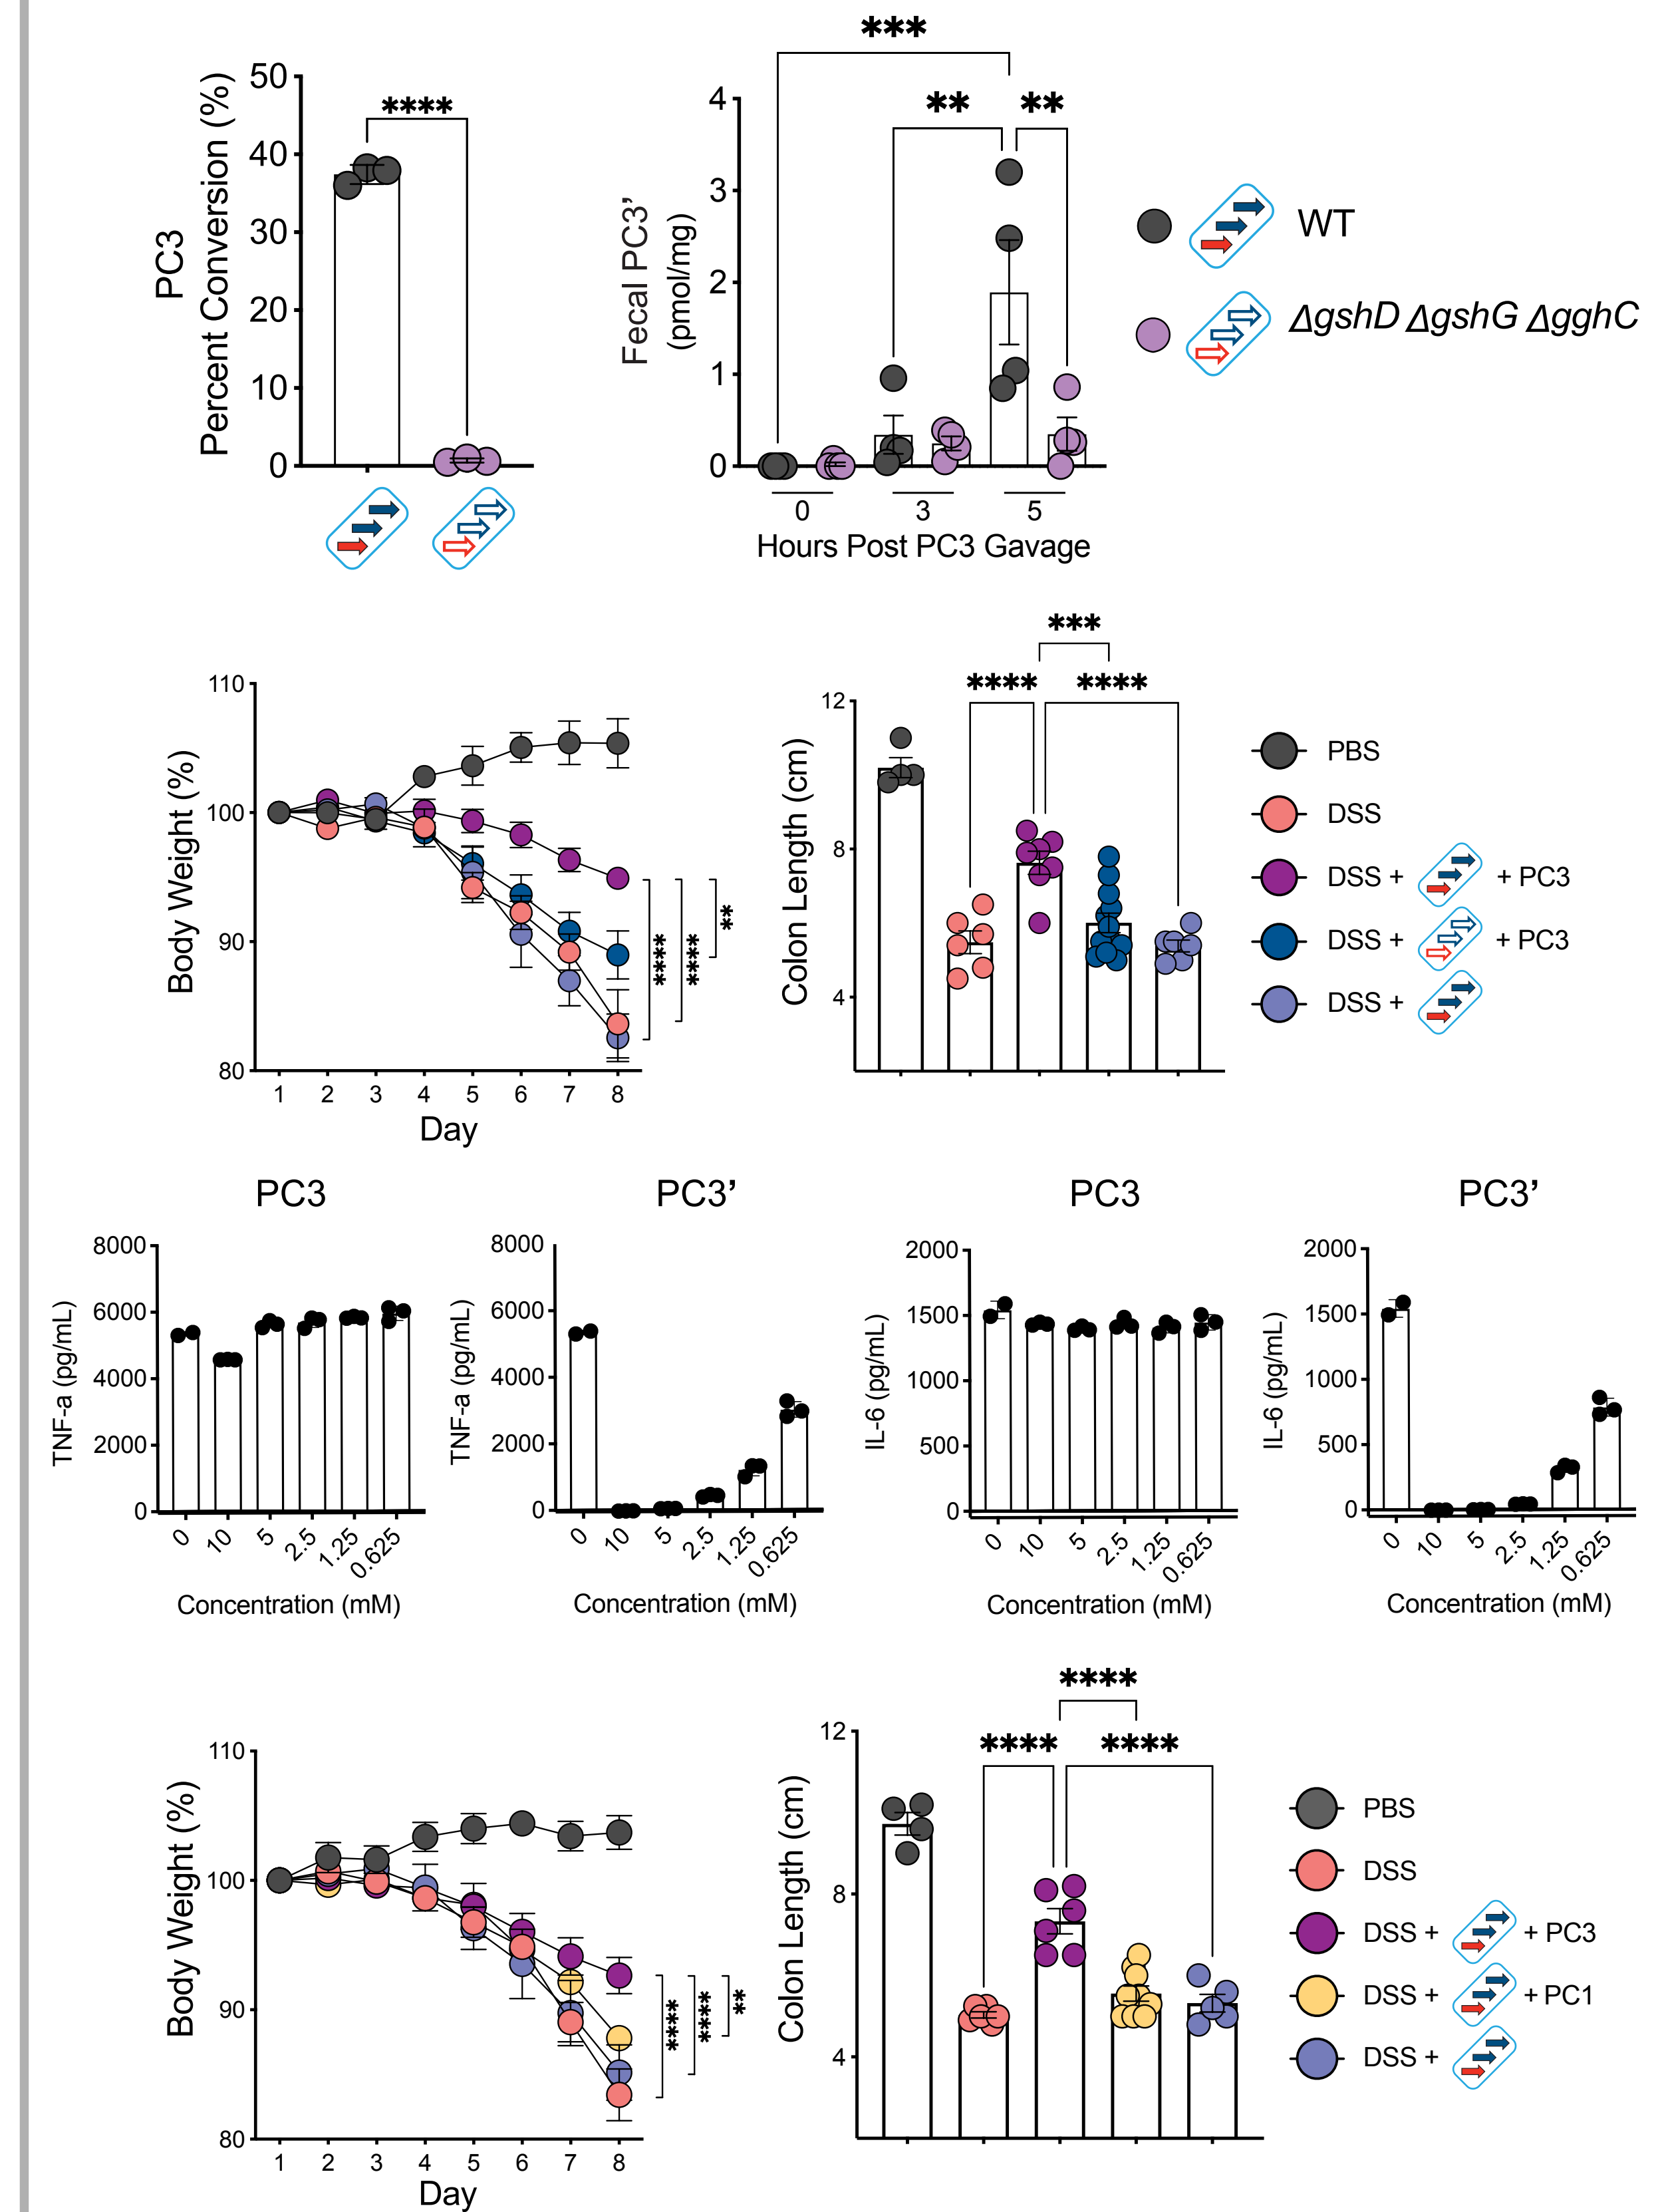 ***
****
** **
50
40
30
20
10
0
PC3
Percent Conversion (%)
4
3
2
1
0
Fecal PC3’
(pmol/mg)
0 3 5
Hours Post PC3 Gavage
WT
ΔgshD ΔgshG ΔgghC
110
100
90
80
Body Weight (%)
1 2 3 4 5 6 7 8
Day
****
****
**
***
**** ****
12
8
4
Colon Length (cm)
PBS
DSS
DSS + + PC3
DSS + + PC3
DSS +
PC3
8000
6000
4000
2000
0
TNF-a (pg/mL)
0 10 5 2.5 1.25 0.625
Concentration (mM)
PC3’
8000
6000
4000
2000
0
TNF-a (pg/mL)
0 10 5 2.5 1.25 0.625
Concentration (mM)
PC3
2000
1500
1000
500
0
IL-6 (pg/mL)
0 10 5 2.5 1.25 0.625
Concentration (mM)
PC3’
2000
1500
1000
500
0
IL-6 (pg/mL)
0 10 5 2.5 1.25 0.625
Concentration (mM)
110
100
90
80
Body Weight (%)
1 2 3 4 5 6 7 8
Day
****
****
**
****
**** ****
12
8
4
Colon Length (cm)
PBS
DSS
DSS + + PC3
DSS + + PC1
DSS +